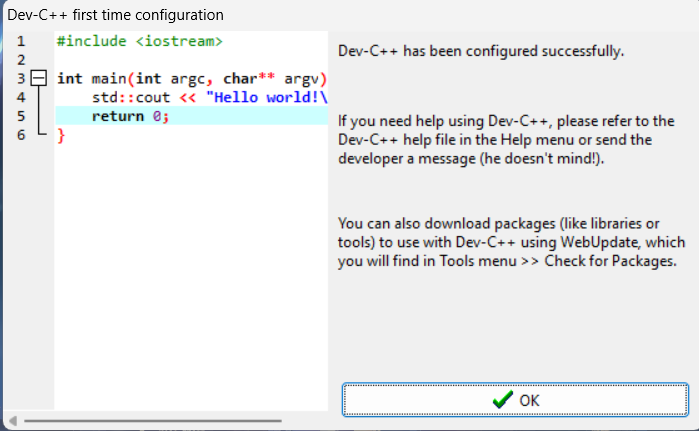 Dev-C++ first time configuration
1 #include <iostream>
2
3 int main(int argc, char** argv)
4 std::cout << "Hello world!\
5 return 0;
6 }
Dev-C++ has been configured successfully.
If you need help using Dev-C++, please refer to the
Dev-C++ help file in the Help menu or send the
developer a message (he doesn't mind!).
You can also download packages (like libraries or
tools) to use with Dev-C++ using WebUpdate, which
you will find in Tools menu >> Check for Packages.
OK